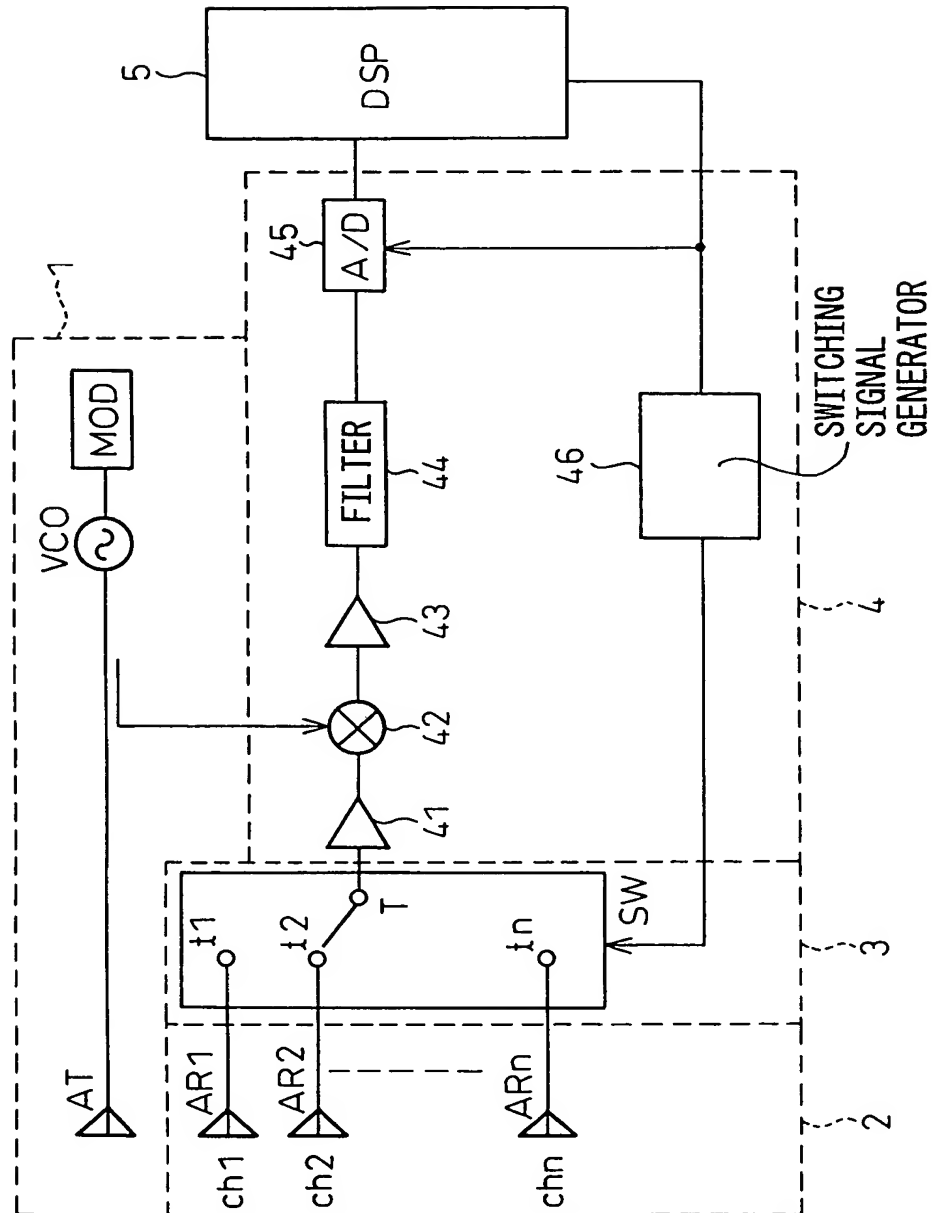 1
AT
VCO
MOD
5
DSP
ch1
AR1
t1
ch2
AR2
t2
T
chn
ARn
tn
SW
41
42
43
FILTER
44
45
A/D
46
SWITCHING
SIGNAL
GENERATOR
2
3
4